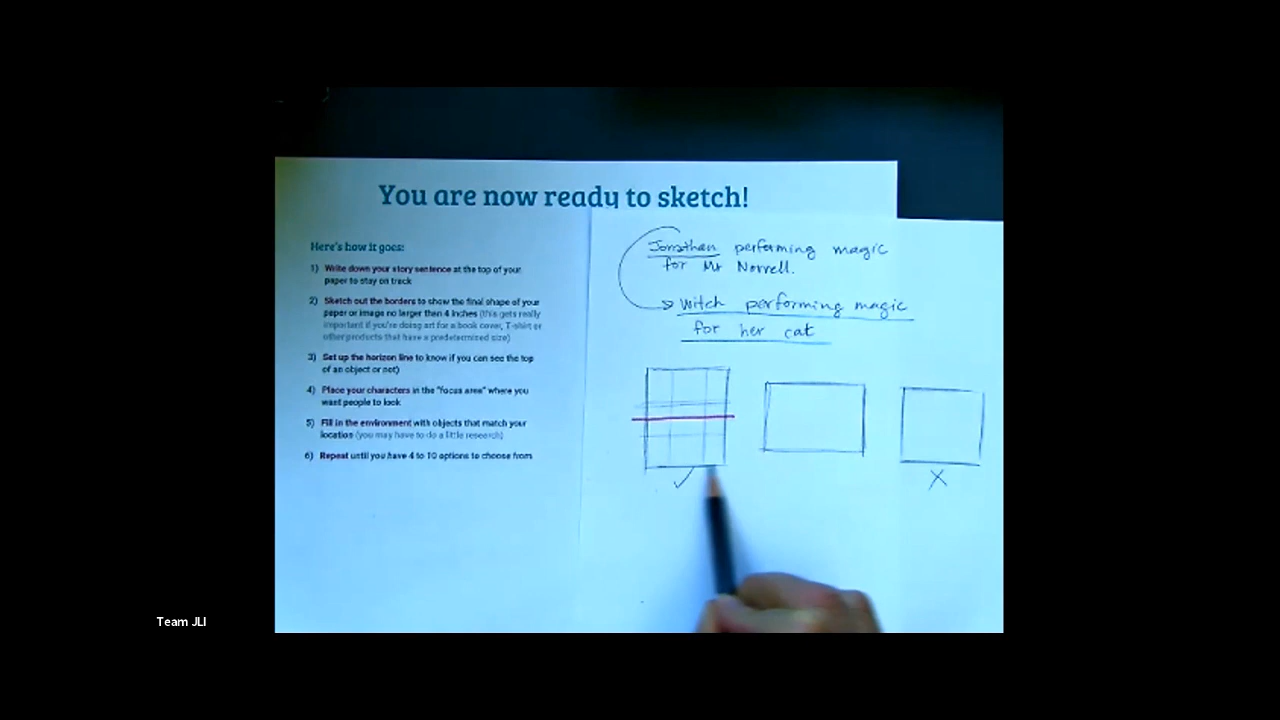 You are now ready to sketch!
Here's how it goes:
1) Write down your story sentence at the top of your
paper to stay on track
2) Sketch out the borders to show the final shape of your
paper or image no larger then 4 inches (this gets really
important if you're doing art for a book cover, T-shirt or
other products that have a predetermined size)
3) Set up the horizon line to know if you can see the top
of an object or not)
4) Place your characters in the "focus area" where you
want people to look
5) Fill in the environment with objects that match your
location (you may have to do a little research)
6) Repeat until you have 4 to 10 options to choose from
Jonathan performing magic
for Mr Norrell.
Witch performing magic
for her cat
Team JLI